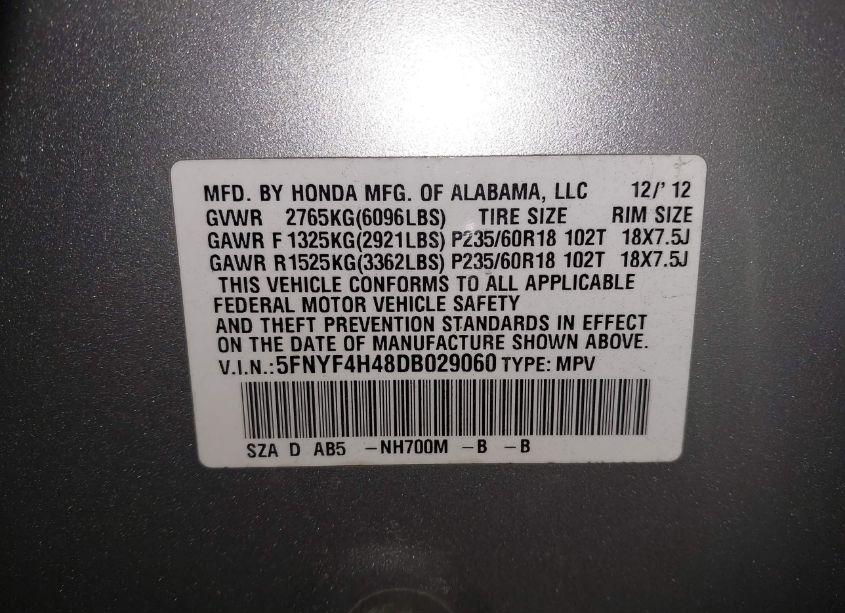 MFD. BY HONDA MFG. OF ALABAMA, LLC 12/'12
GVWR 2765KG(6096LBS) TIRE SIZE RIM SIZE
GAWR F 1325KG(2921LBS) P235/60R18 102T 18X7.5J
GAWR R 1525KG(3362LBS) P235/60R18 102T 18X7.5J
THIS VEHICLE CONFORMS TO ALL APPLICABLE
FEDERAL MOTOR VEHICLE SAFETY
AND THEFT PREVENTION STANDARDS IN EFFECT
ON THE DATE OF MANUFACTURE SHOWN ABOVE.
V.I.N.:5FNYF4H48DB029060 TYPE: MPV
SZA D AB5 -NH700M -B -B